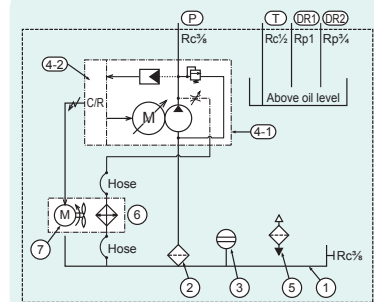 P T DR1 DR2
Rc⅜ Rc½ Rp1 Rp¾
4-2
C/R
Above oil level
M
4-1
Hose
M
6
7
Hose
Rc⅜
2 3 5 1